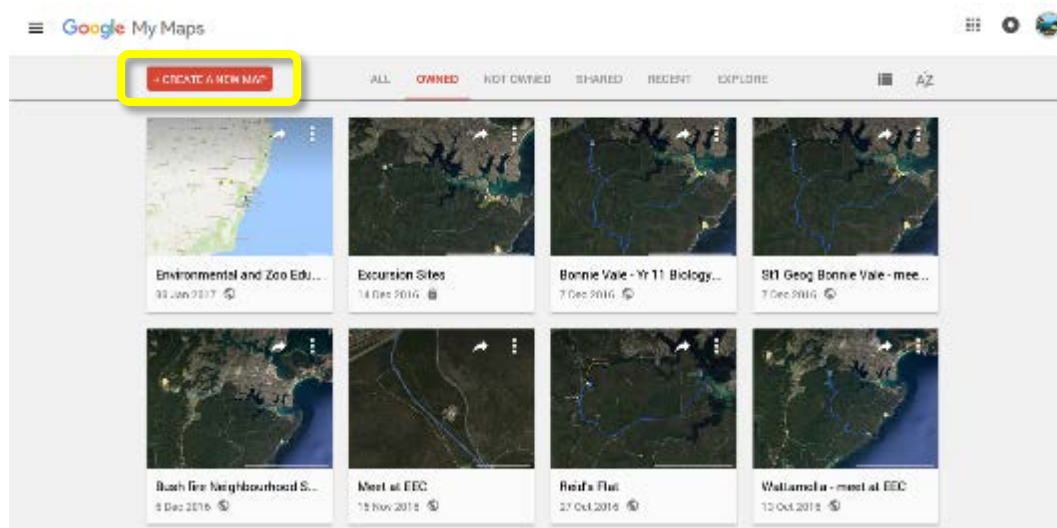 Google My Maps
+ CREATE A NEW MAP
ALL OWNED NOT OWNED SHARED RECENT EXPLORE
AZ
Environmental and Zoo Edu...
Excursion Sites
Bonnie Vale - Yr 11 Biology...
St1 Geog Bonnie Vale - mee...
Jan 2017
14 Dec 2016
7 Dec 2016
7 Dec 2016
Bush fire Neighbourhood S...
Meet at EEC
Reid's Flat
Wattamolla - meet at EEC
6 Dec 2016
Nov 2016
27 Oct 2016
13 Oct 2016